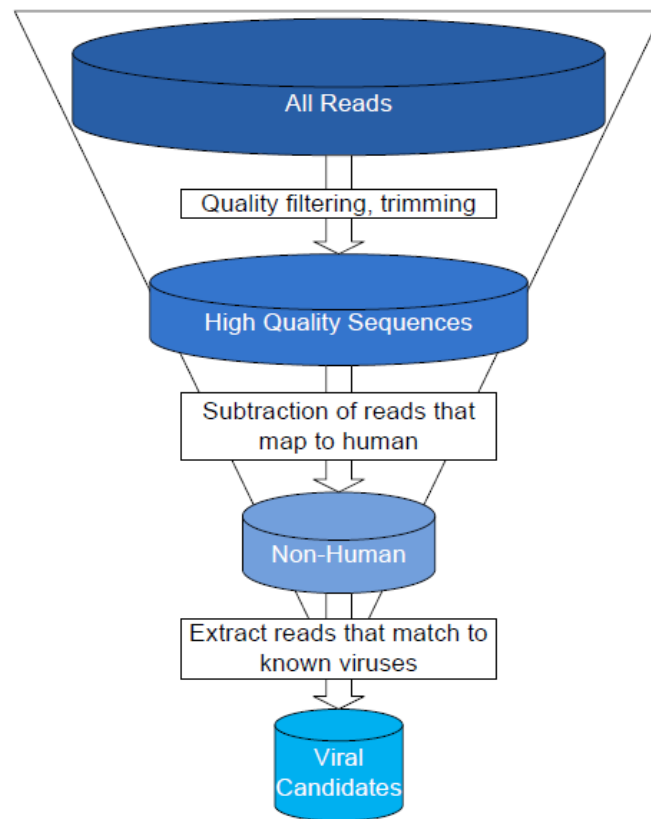 All Reads
Quality filtering, trimming
High Quality Sequences
Subtraction of reads that
map to human
Non-Human
Extract reads that match to
known viruses
Viral
Candidates